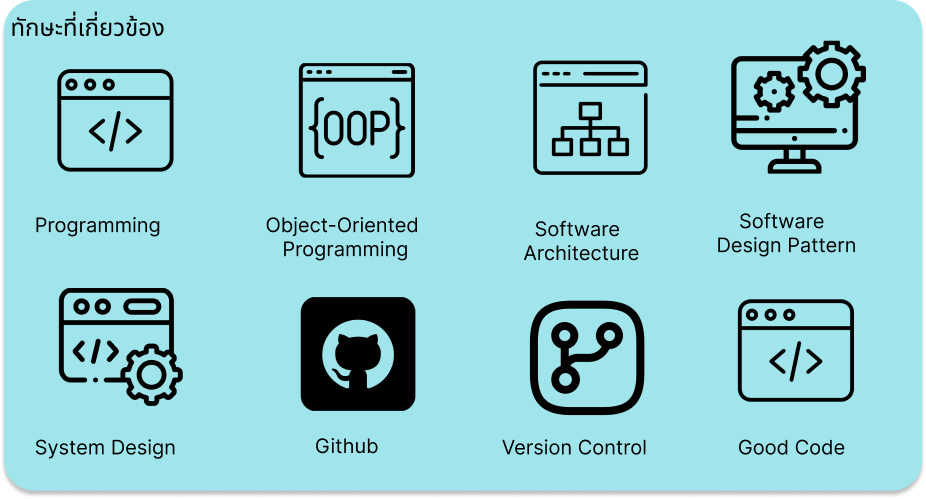 ทักษะที่เกี่ยวข้อง
</>
{OOP}
Programming
Object-Oriented
Programming
Software
Architecture
Software
Design Pattern
</>
</>
System Design
Github
Version Control
Good Code